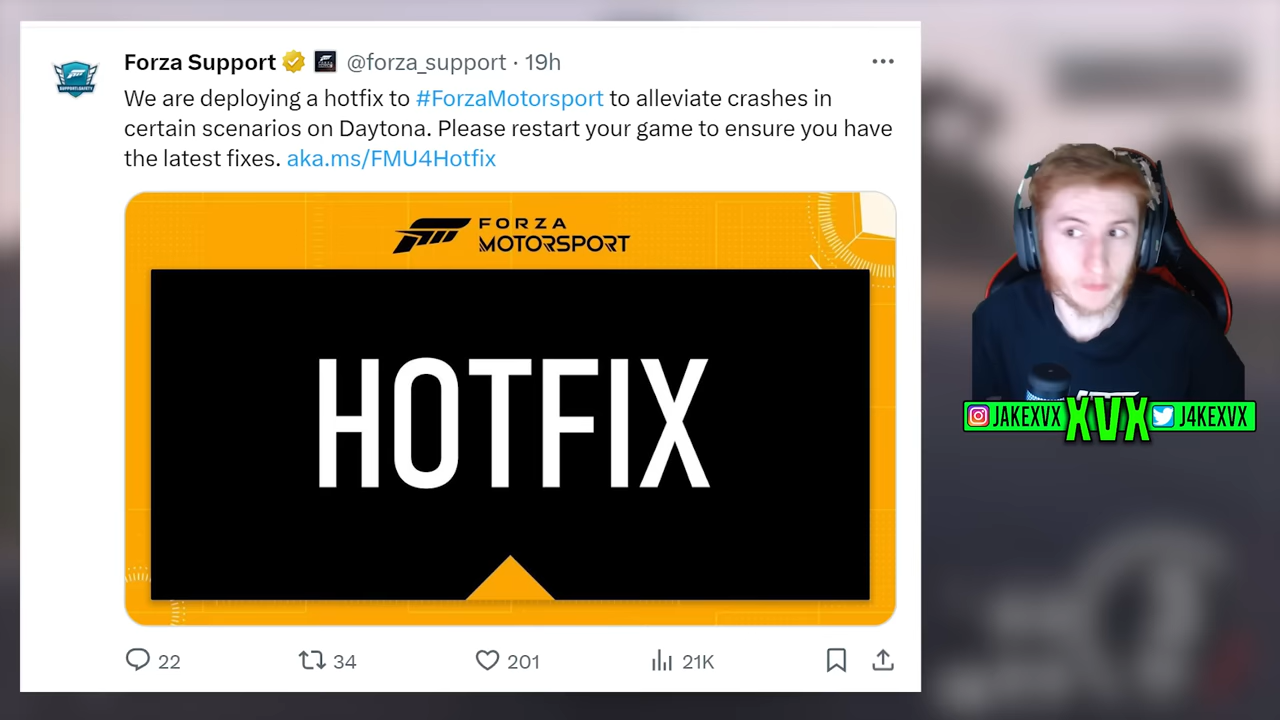 Forza Support @forza_support · 19h
We are deploying a hotfix to #ForzaMotorsport to alleviate crashes in
certain scenarios on Daytona. Please restart your game to ensure you have
the latest fixes. aka.ms/FMU4Hotfix
FORZA
MOTORSPORT
HOTFIX
22 34 201 21K
JAKEXVX XVX J4KEXVX